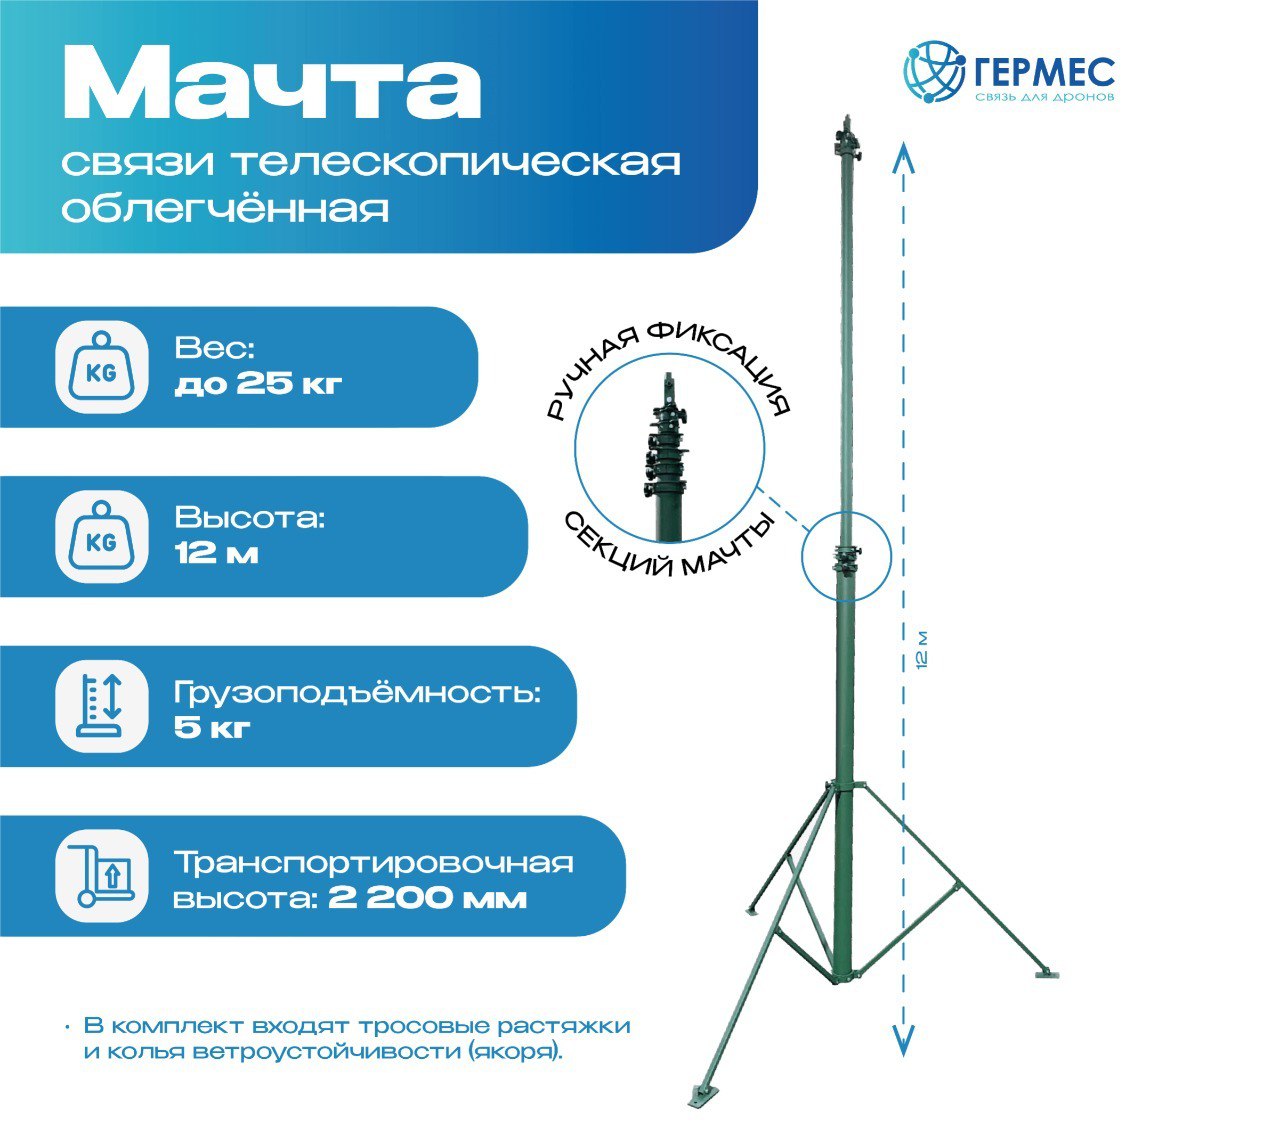 Мачта
связи телескопическая
облегчённая
ГЕРМЕС
связь для дронов
KG
Вес:
до 25 кг
KG
Высота:
12 м
Грузоподъёмность:
5 кг
Транспортировочная
высота: 2 200 мм
РУЧНАЯ ФИКСАЦИЯ
СЕКЦИЙ МАЧТЫ
12 м
· В комплект входят тросовые растяжки
и колья ветроустойчивости (якоря).